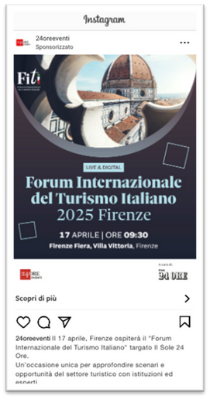 Instagram
24oreeventi
Sponsorizzato
LIVE & DIGITAL
Forum Internazionale
del Turismo Italiano
2025 Firenze
17 APRILE | ORE 09:30
Firenze Fiera, Villa Vittoria, Firenze
24 ORE
Scopri di più
24oreeventi Il 17 aprile, Firenze ospiterà il "Forum
Internazionale del Turismo Italiano" targato Il Sole 24
Ore.
Un'occasione unica per approfondire scenari e
opportunità del settore turistico con istituzioni ed
esperti